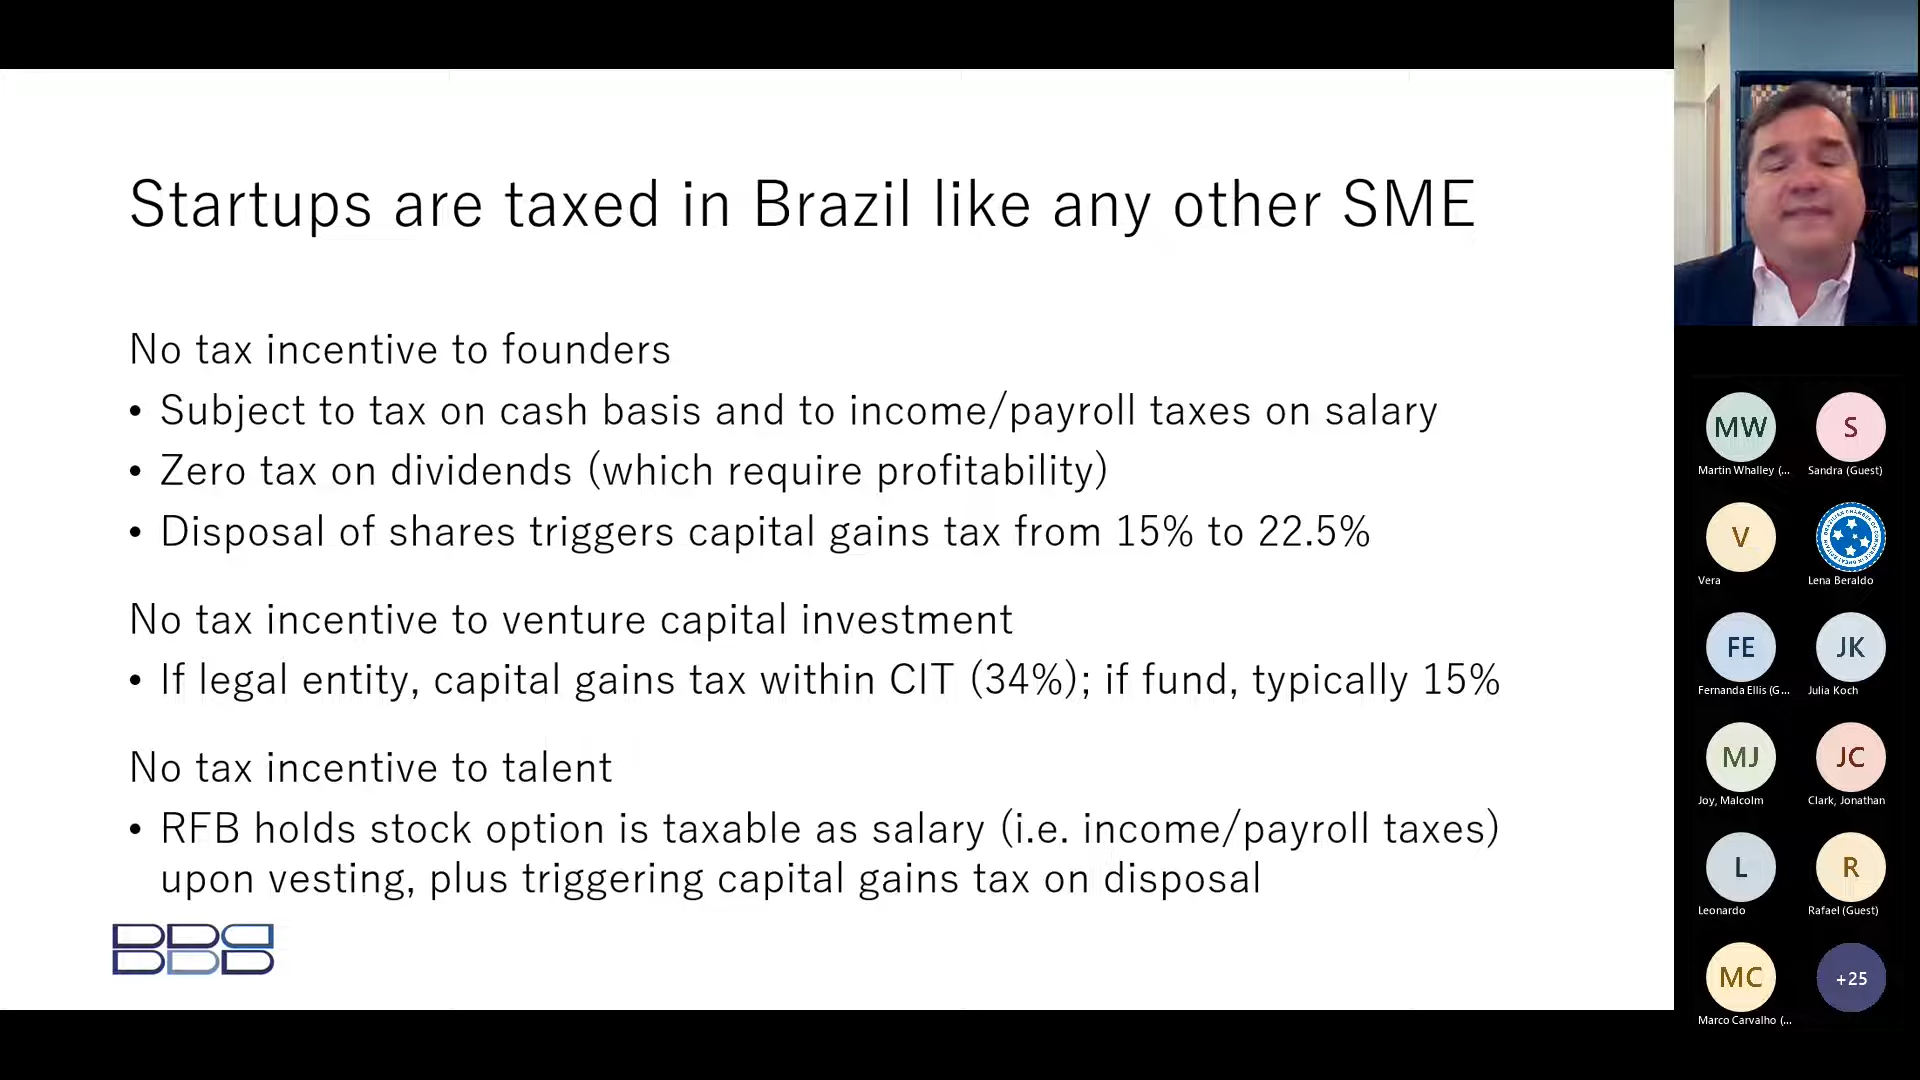 Startups are taxed in Brazil like any other SME
No tax incentive to founders
• Subject to tax on cash basis and to income/payroll taxes on salary
• Zero tax on dividends (which require profitability)
• Disposal of shares triggers capital gains tax from 15% to 22.5%
No tax incentive to venture capital investment
• If legal entity, capital gains tax within CIT (34%); if fund, typically 15%
No tax incentive to talent
• RFB holds stock option is taxable as salary (i.e. income/payroll taxes)
upon vesting, plus triggering capital gains tax on disposal
MW
S
Martin Whalley (...
Sandra (Guest)
V
Vera
Lena Beraldo
FE
JK
Fernanda Ellis (G...
Julia Koch
MJ
JC
Joy, Malcolm
Clark, Jonathan
L
R
Leonardo
Rafael (Guest)
MC
+25
Marco Carvalho (...